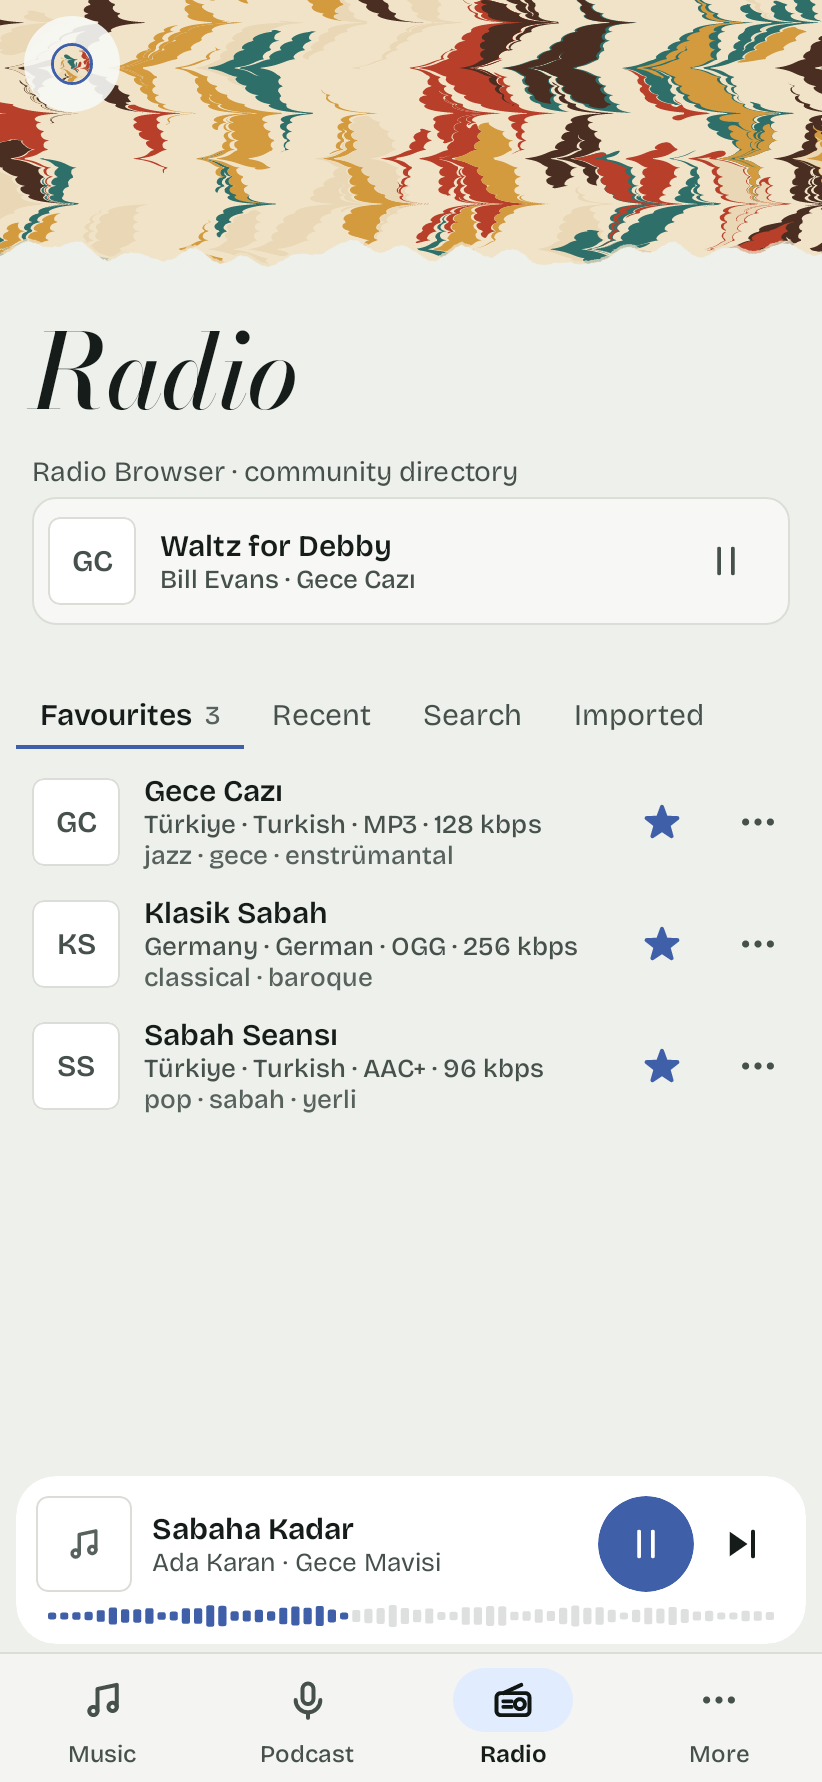 Radio
Radio Browser · community directory
GC
Waltz for Debby
Bill Evans · Gece Cazı
Favourites 3
Recent
Search
Imported
GC
Gece Cazı
Türkiye · Turkish · MP3 · 128 kbps
jazz · gece · enstrümantal
KS
Klasik Sabah
Germany · German · OGG · 256 kbps
classical · baroque
SS
Sabah Seansı
Türkiye · Turkish · AAC+ · 96 kbps
pop · sabah · yerli
Sabaha Kadar
Ada Karan · Gece Mavisi
Music
Podcast
Radio
More